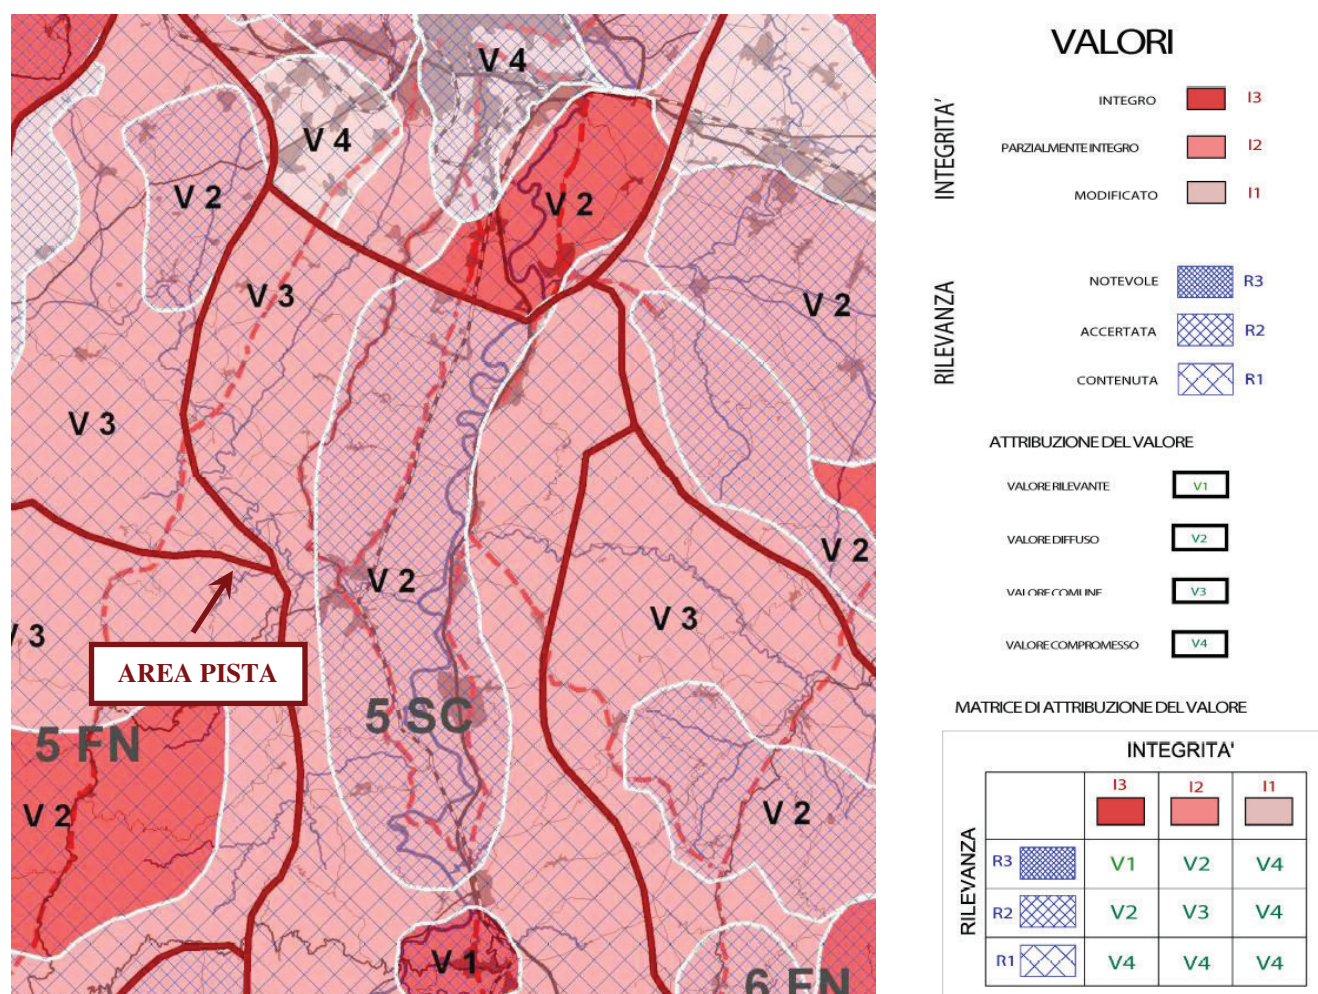 V 4
V 4
V 2
V 2
V 3
V 2
V 3
V 2
V 2
V 3
V 3
AREA PISTA
5 SC
5 FN
V 2
V 2
V 1
6 FN
VALORI
INTEGRITA'
INTEGRO I3
PARZIALMENTE INTEGRO I2
MODIFICATO I1
RILEVANZA
NOTEVOLE R3
ACCERTATA R2
CONTENUTA R1
ATTRIBUZIONE DEL VALORE
VALORE RILEVANTE V1
VALORE DIFFUSO V2
VALORE COMUNE V3
VALORE COMPROMESSO V4
MATRICE DI ATTRIBUZIONE DEL VALORE
INTEGRITA'
I3 I2 I1
RILEVANZA
R3 V1 V2 V4
R2 V2 V3 V4
R1 V4 V4 V4